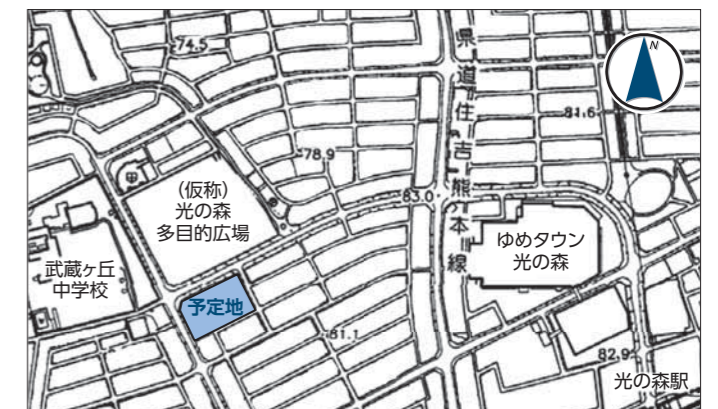 74.5
県道住吉熊本線
N
81.6
78.9
83.0
（仮称）
光の森
多目的広場
ゆめタウン
光の森
武蔵ヶ丘
中学校
予定地
81.1
82.9
光の森駅